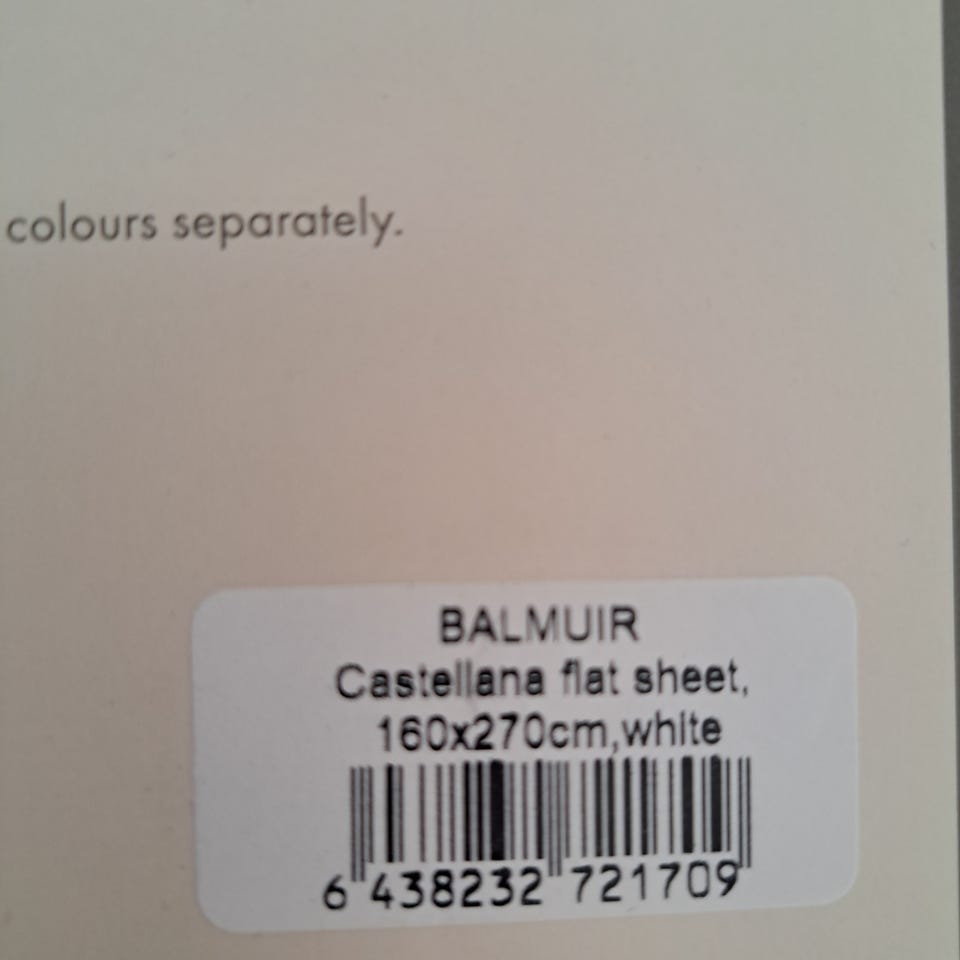 colours separately.
BALMUIR
Castellana flat sheet,
160x270cm,white
6 438232 721709